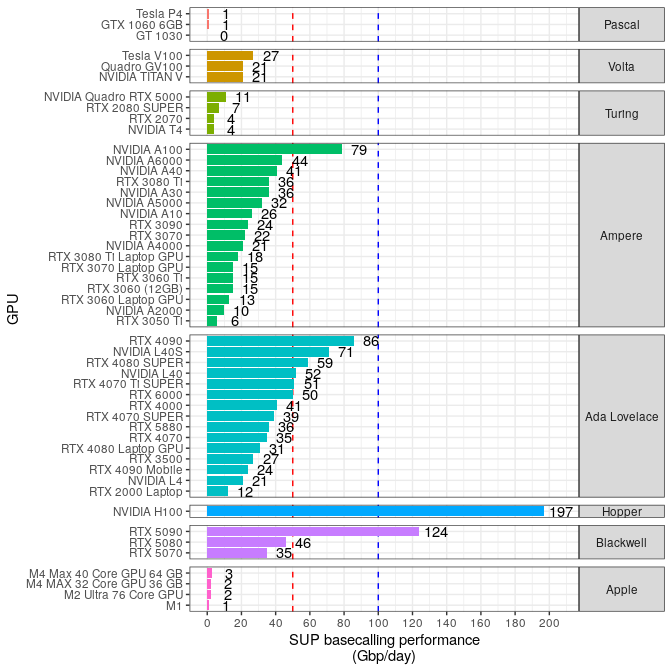 GPU
Tesla P4 1
GTX 1060 6GB 1
GT 1030 0
Pascal
Tesla V100 27
Quadro GV100 21
NVIDIA TITAN V 21
Volta
NVIDIA Quadro RTX 5000 11
RTX 2080 SUPER 7
RTX 2070 4
NVIDIA T4 4
Turing
NVIDIA A100 79
NVIDIA A6000 44
NVIDIA A40 41
RTX 3080 TI 36
NVIDIA A30 36
NVIDIA A5000 32
NVIDIA A10 26
RTX 3090 24
RTX 3070 22
NVIDIA A4000 21
RTX 3080 TI Laptop GPU 18
RTX 3070 Laptop GPU 15
RTX 3060 TI 15
RTX 3060 (12GB) 15
RTX 3060 Laptop GPU 13
NVIDIA A2000 10
RTX 3050 TI 6
Ampere
RTX 4090 86
NVIDIA L40S 71
RTX 4080 SUPER 59
NVIDIA L40 52
RTX 4070 TI SUPER 51
RTX 6000 50
RTX 4000 41
RTX 4070 SUPER 39
RTX 5880 36
RTX 4070 35
RTX 4080 Laptop GPU 31
RTX 3500 27
RTX 4090 Mobile 24
NVIDIA L4 21
RTX 2000 Laptop 12
Ada Lovelace
NVIDIA H100 197
Hopper
RTX 5090 124
RTX 5080 46
RTX 5070 35
Blackwell
M4 Max 40 Core GPU 64 GB 3
M4 MAX 32 Core GPU 36 GB 2
M2 Ultra 76 Core GPU 2
M1 1
Apple
0 20 40 60 80 100 120 140 160 180 200
SUP basecalling performance
(Gbp/day)